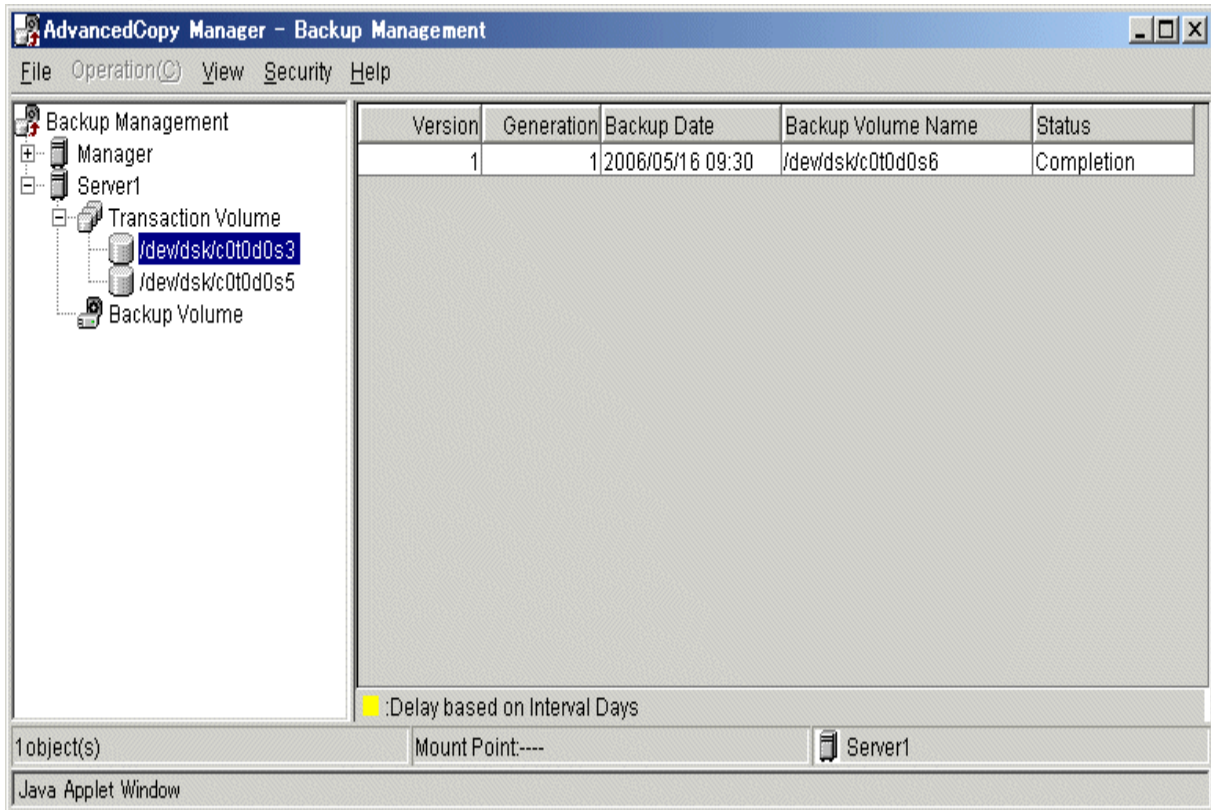 AdvancedCopy Manager - Backup Management
File Operation(C) View Security Help
Backup Management
Manager
Server1
Transaction Volume
/dev/dsk/c0t0d0s3
/dev/dsk/c0t0d0s5
Backup Volume
Version Generation Backup Date Backup Volume Name Status
1 1 2006/05/16 09:30 /dev/dsk/c0t0d0s6 Completion
:Delay based on Interval Days
1 object(s) Mount Point:---- Server1
Java Applet Window